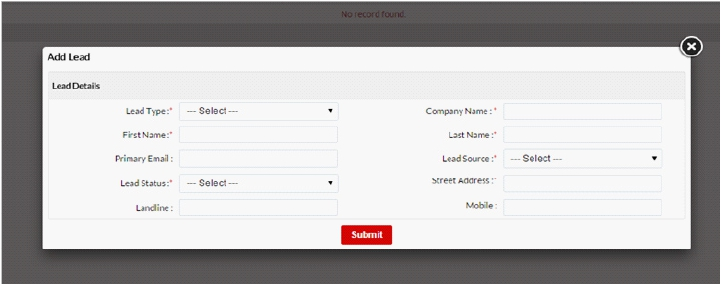 No record found.
Add Lead
Lead Details
Lead Type :* --- Select --- Company Name : *
First Name:* Last Name:*
Primary Email : Lead Source :* --- Select ---
Lead Status:* --- Select --- Street Address :*
Landline : Mobile :
Submit